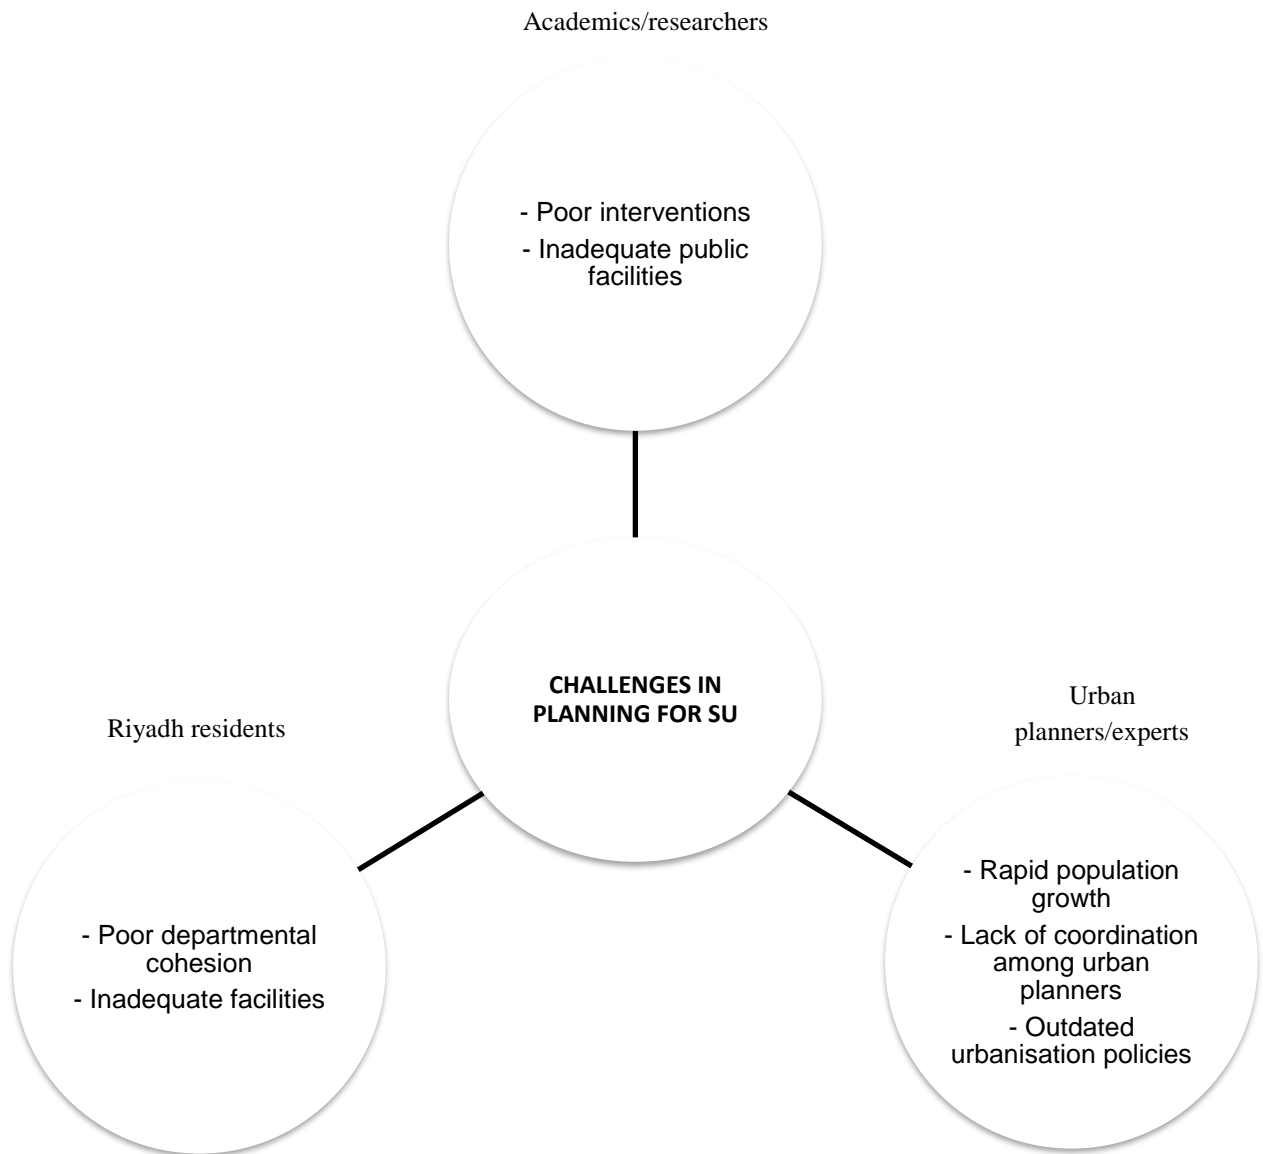 Academics/researchers
- Poor interventions
- Inadequate public
facilities
CHALLENGES IN
PLANNING FOR SU
Riyadh residents
- Poor departmental
cohesion
- Inadequate facilities
Urban
planners/experts
- Rapid population
growth
- Lack of coordination
among urban
planners
- Outdated
urbanisation policies